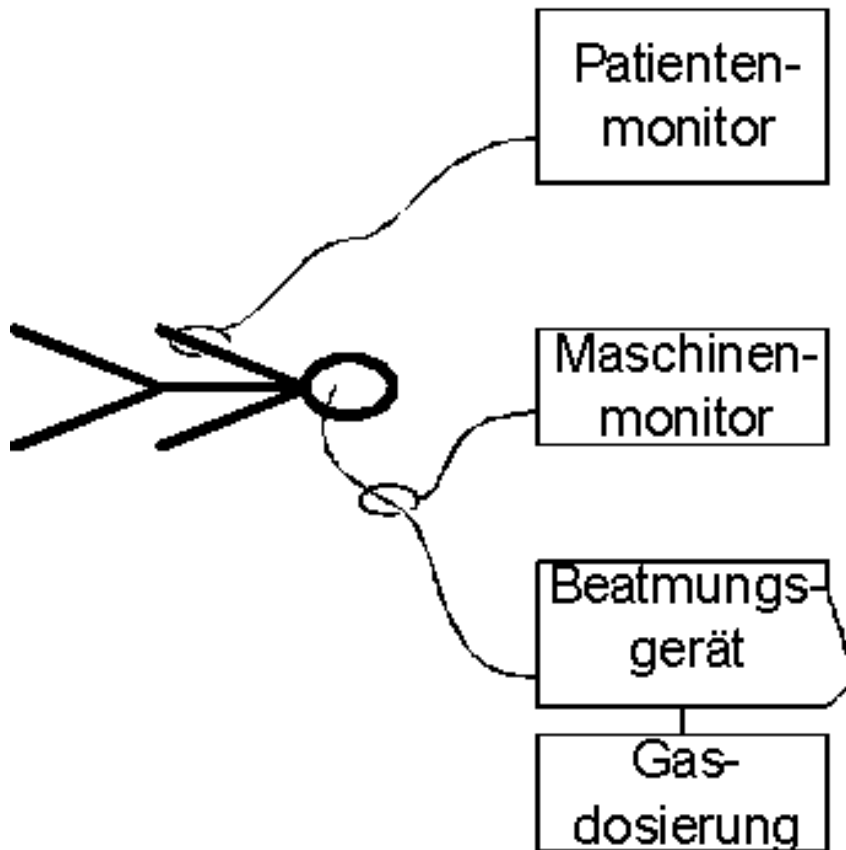 Patienten-
monitor
Maschinen-
monitor
Beatmungs-
gerät
Gas-
dosierung